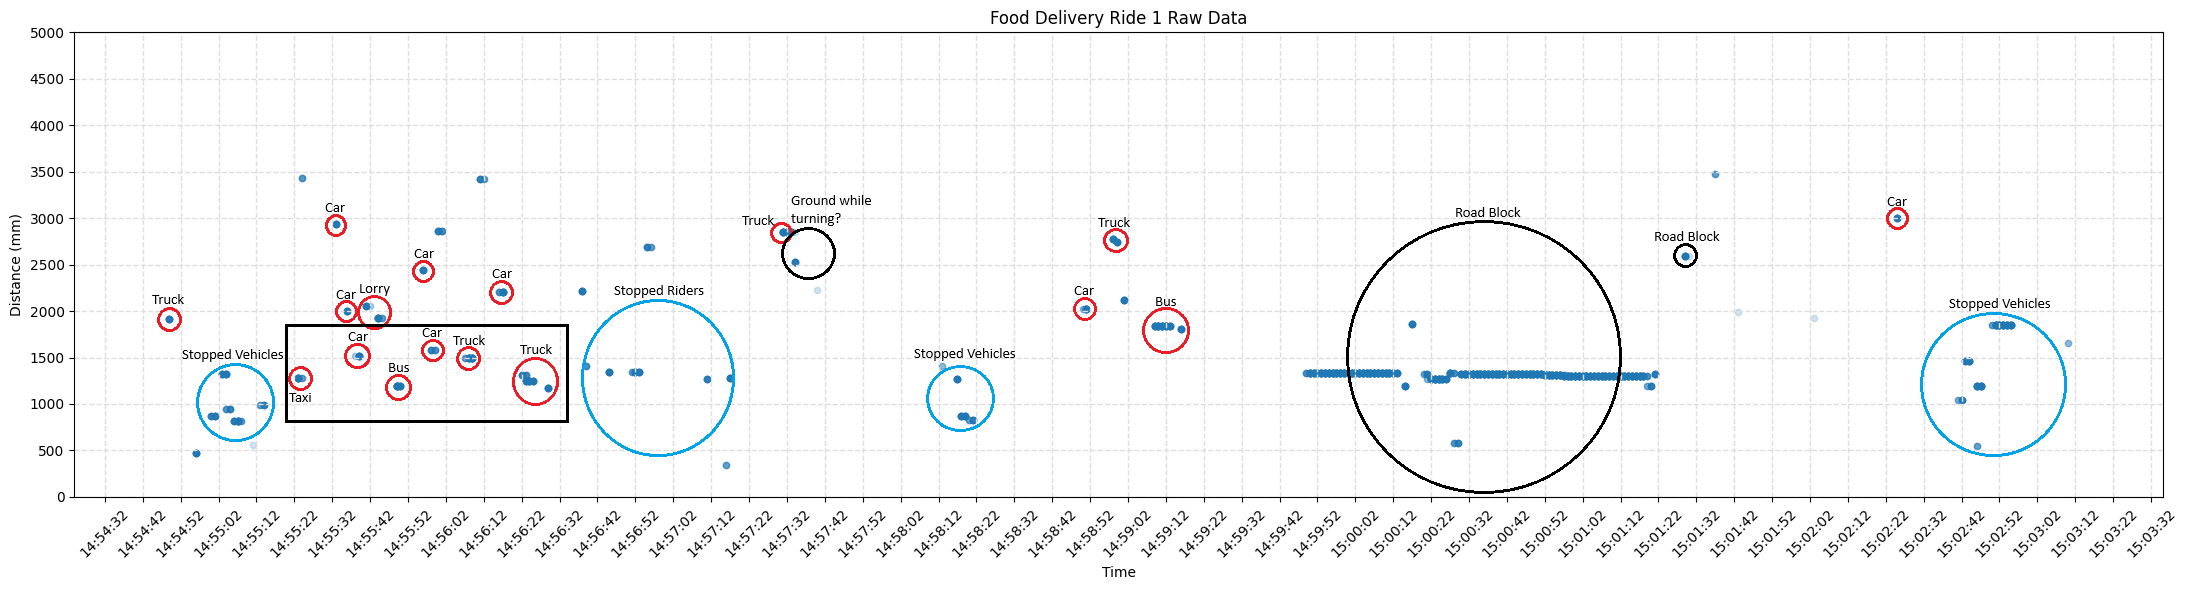 Food Delivery Ride 1 Raw Data
5000
4500
4000
3500
3000
2500
2000
1500
1000
500
0
Distance (mm)
Truck
Stopped Vehicles
Car
Car
Lorry
Car
Car
Taxi
Car
Bus
Car
Truck
Truck
Stopped Riders
Truck
Ground while
turning?
Stopped Vehicles
Car
Truck
Bus
Road Block
Road Block
Car
Stopped Vehicles
14:54:32
14:54:42
14:54:52
14:55:02
14:55:12
14:55:22
14:55:32
14:55:42
14:55:52
14:56:02
14:56:12
14:56:22
14:56:32
14:56:42
14:56:52
14:57:02
14:57:12
14:57:22
14:57:32
14:57:42
14:57:52
14:58:02
14:58:12
14:58:22
14:58:32
14:58:42
14:58:52
14:59:02
14:59:12
14:59:22
14:59:32
14:59:42
14:59:52
15:00:02
15:00:12
15:00:22
15:00:32
15:00:42
15:00:52
15:01:02
15:01:12
15:01:22
15:01:32
15:01:42
15:01:52
15:02:02
15:02:12
15:02:22
15:02:32
15:02:42
15:02:52
15:03:02
15:03:12
15:03:22
15:03:32
Time